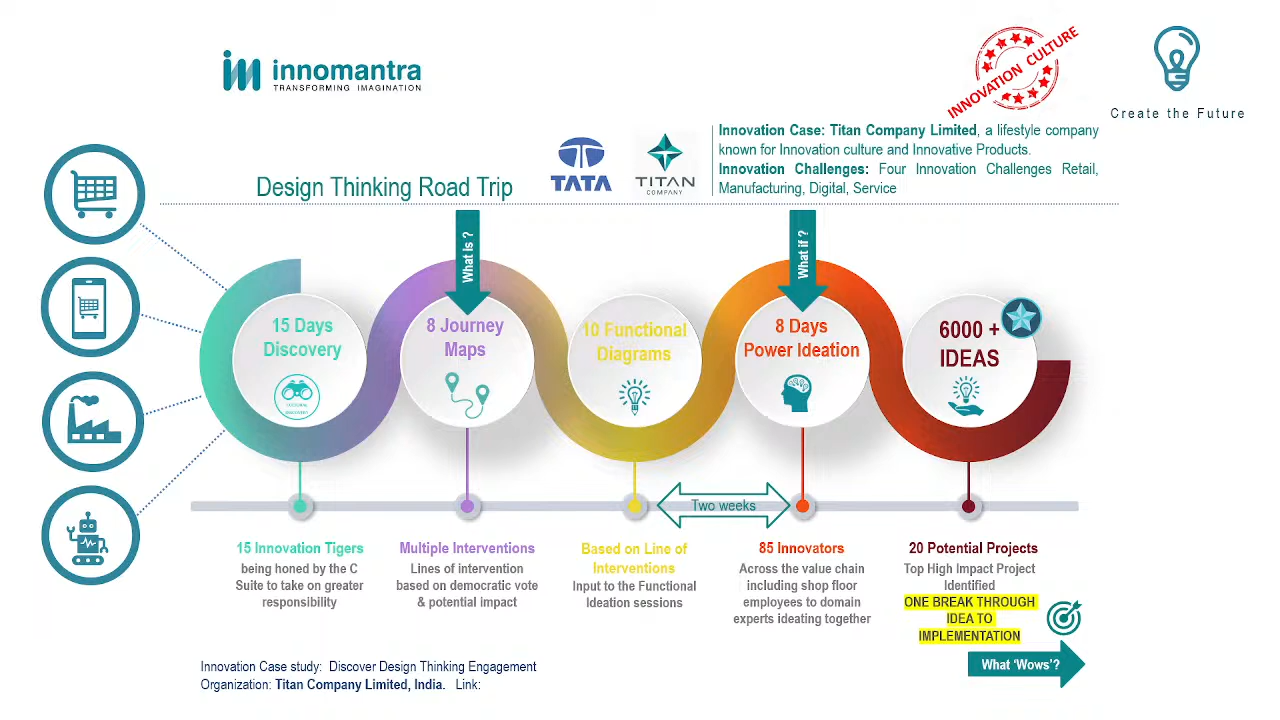 innomantra
TRANSFORMING IMAGINATION
INNOVATION CULTURE
Create the Future
TATA
TITAN
COMPANY
Innovation Case: Titan Company Limited, a lifestyle company
known for Innovation culture and Innovative Products.
Innovation Challenges: Four Innovation Challenges Retail,
Manufacturing, Digital, Service
Design Thinking Road Trip
What Is ?
What if ?
15 Days
Discovery
8 Journey
Maps
10 Functional
Diagrams
8 Days
Power Ideation
6000 +
IDEAS
Two weeks
15 Innovation Tigers
being honed by the C
Suite to take on greater
responsibility
Multiple Interventions
Lines of intervention
based on democratic vote
& potential impact
Based on Line of
Interventions
Input to the Functional
Ideation sessions
85 Innovators
Across the value chain
including shop floor
employees to domain
experts ideating together
20 Potential Projects
Top High Impact Project
Identified
ONE BREAK THROUGH
IDEA TO
IMPLEMENTATION
What ‘Wows’?
Innovation Case study: Discover Design Thinking Engagement
Organization: Titan Company Limited, India. Link: